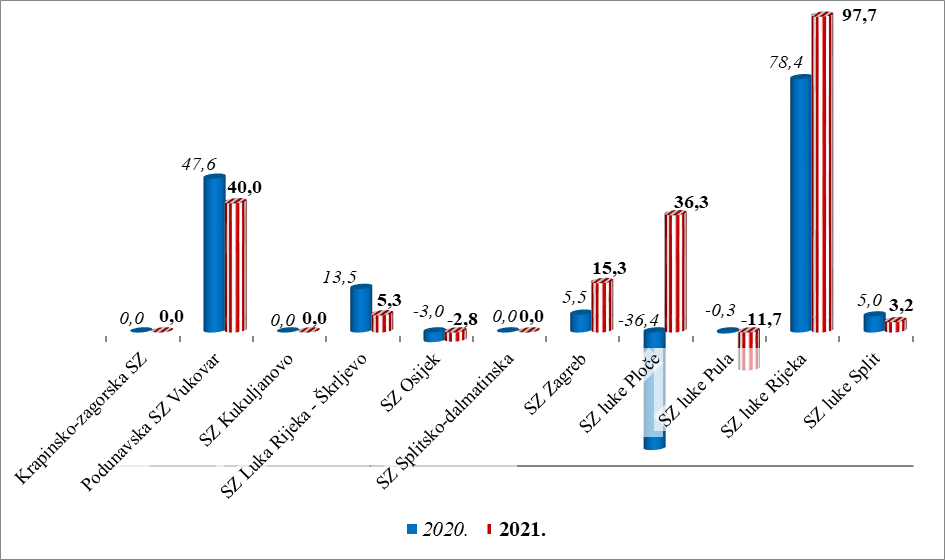 97,7
78,4
47,6
40,0
36,3
13,5
15,3
0,0
0,0
0,0
0,0
5,3
-3,0
-2,8
0,0
0,0
5,5
-36,4
-0,3
-11,7
5,0
3,2
Krapinsko-zagorska SZ
Podunavska SZ Vukovar
SZ Kukuljanovo
SZ Luka Rijeka - Škrljevo
SZ Osijek
SZ Splitsko-dalmatinska
SZ Zagreb
SZ luke Ploče
SZ luke Pula
SZ luke Rijeka
SZ luke Split
2020. 2021.